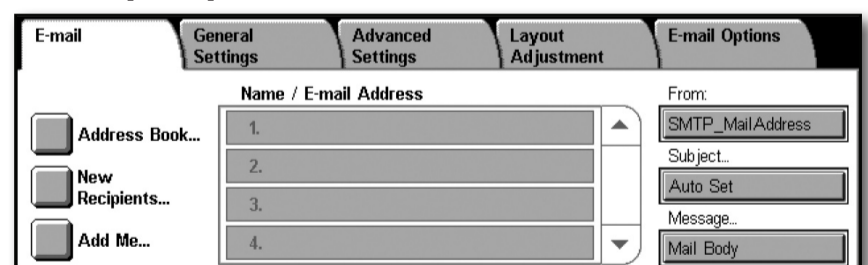 E-mail
General
Settings
Advanced
Settings
Layout
Adjustment
E-mail Options
Name / E-mail Address
From:
Address Book...
1.
SMTP_MailAddress
2.
Subject...
New
Recipients...
Auto Set
3.
Message...
Add Me...
4.
Mail Body